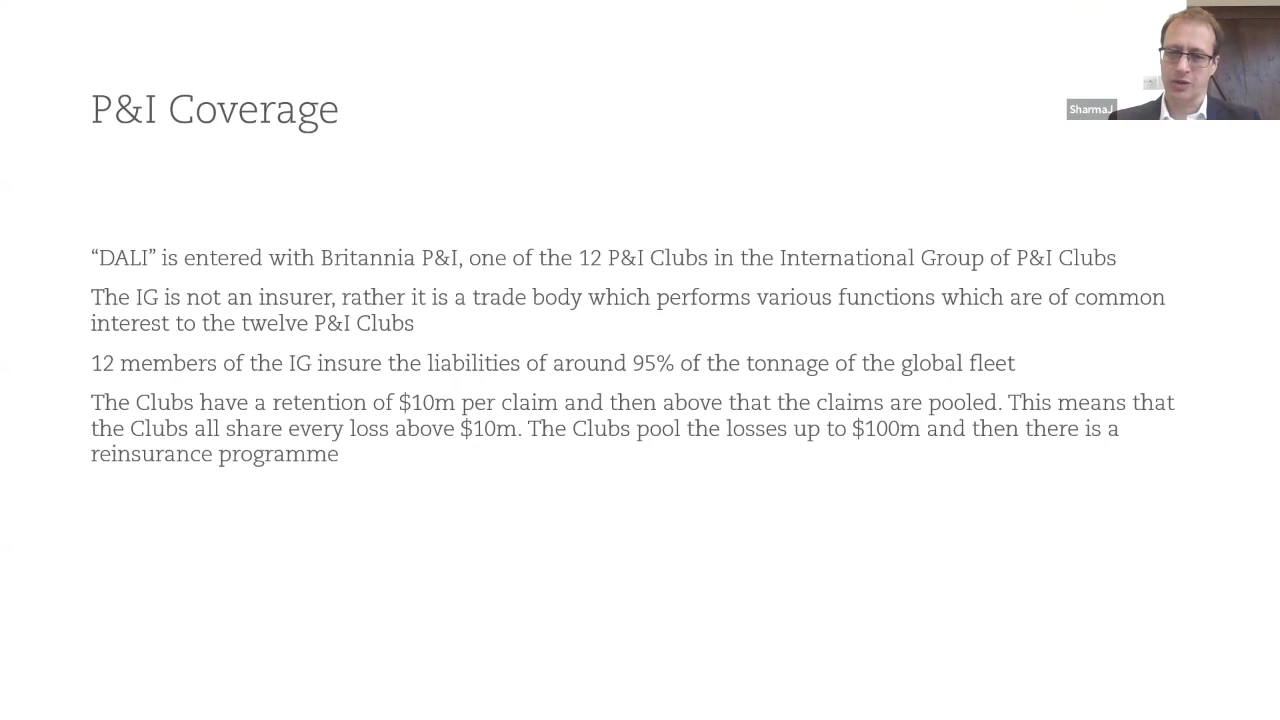 SharmaJ
P&I Coverage
“DALI” is entered with Britannia P&I, one of the 12 P&I Clubs in the International Group of P&I Clubs
The IG is not an insurer, rather it is a trade body which performs various functions which are of common
interest to the twelve P&I Clubs
12 members of the IG insure the liabilities of around 95% of the tonnage of the global fleet
The Clubs have a retention of $10m per claim and then above that the claims are pooled. This means that
the Clubs all share every loss above $10m. The Clubs pool the losses up to $100m and then there is a
reinsurance programme